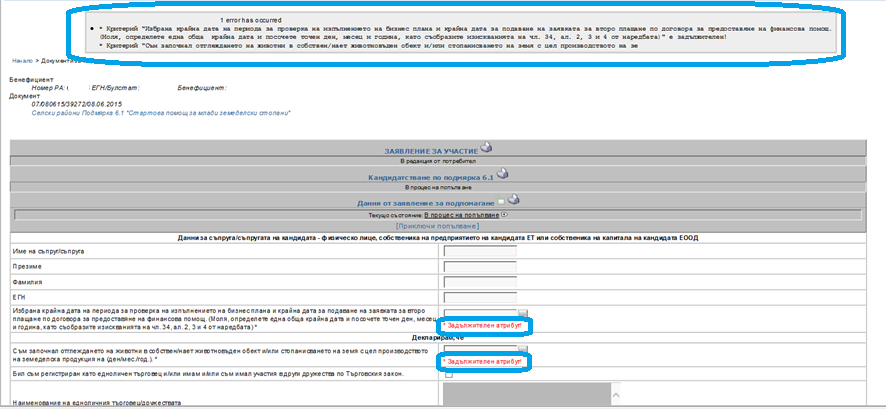 1 error has occurred
* Критерий "Избрана крайна дата на периода за проверка на изпълнението на бизнес плана и крайна дата за подаване на заявката за второ плащане по договора за предоставяне на финансова помощ.
(Моля, определете една обща крайна дата и посочете точен ден, месец и година, като съобразите изискванията на чл. 34, ал. 2, 3 и 4 от наредбата)" е задължителен!
* Критерий "Съм започнал отглеждането на животни в собствен/нает животновъден обект и/или стопанисването на земя с цел производството на зе
Начало > Документи
Бенефициент
Номер РА: ЕГН/Булстат: Бенефициент:
Документ
07/080615/39272/08.06.2015
Селски райони Подмярка 6.1 "Стартова помощ за млади земеделски стопани"
ЗАЯВЛЕНИЕ ЗА УЧАСТИЕ
В редакция от потребител
Кандидатстване по подмярка 6.1
В процес на попълване
Данни от заявление за подпомагане
Текущо състояние: В процес на попълване
[Приключи попълване]
Данни за съпруга/съпругата на кандидата - физическо лице, собственика на предприятието на кандидата ЕТ или собственика на капитала на кандидата ЕООД
Име на съпруг/съпруга
Презиме
Фамилия
ЕГН
Избрана крайна дата на периода за проверка на изпълнението на бизнес плана и крайна дата за подаване на заявката за второ
плащане по договора за предоставяне на финансова помощ. (Моля, определете една обща крайна дата и посочете точен ден, месец
и година, като съобразите изискванията на чл. 34, ал. 2, 3 и 4 от наредбата) *
* Задължителен атрибут
Декларирам, че
Съм започнал отглеждането на животни в собствен/нает животновъден обект и/или стопанисването на земя с цел производството
на земеделска продукция на (ден/мес./год.). *
* Задължителен атрибут
Бил съм регистриран като едноличен търговец и/или имам и/или съм имал участия в други дружества по Търговския закон.
Наименование на едноличния търговец/дружествата